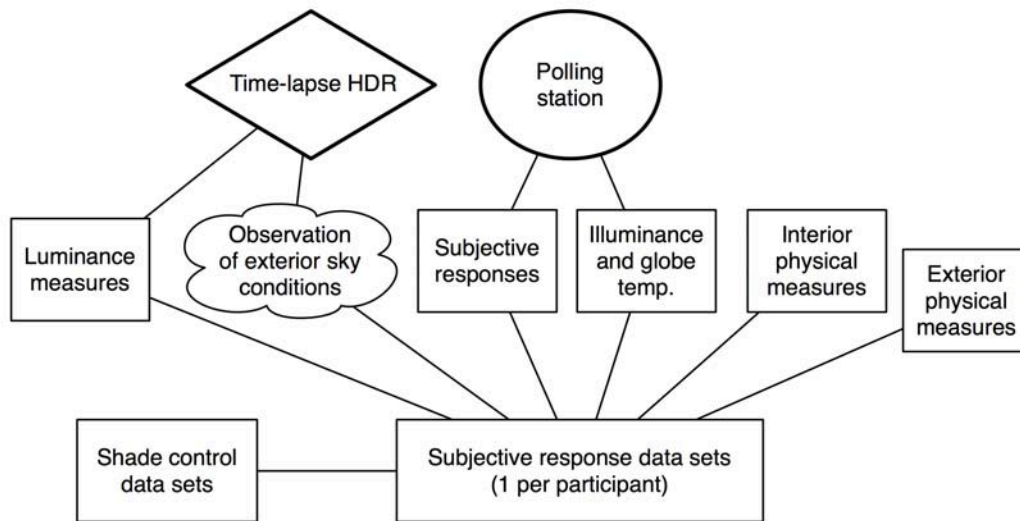 Time-lapse HDR
Polling
station
Luminance
measures
Observation
of exterior sky
conditions
Subjective
responses
Illuminance
and globe
temp.
Interior
physical
measures
Exterior
physical
measures
Shade control
data sets
Subjective response data sets
(1 per participant)